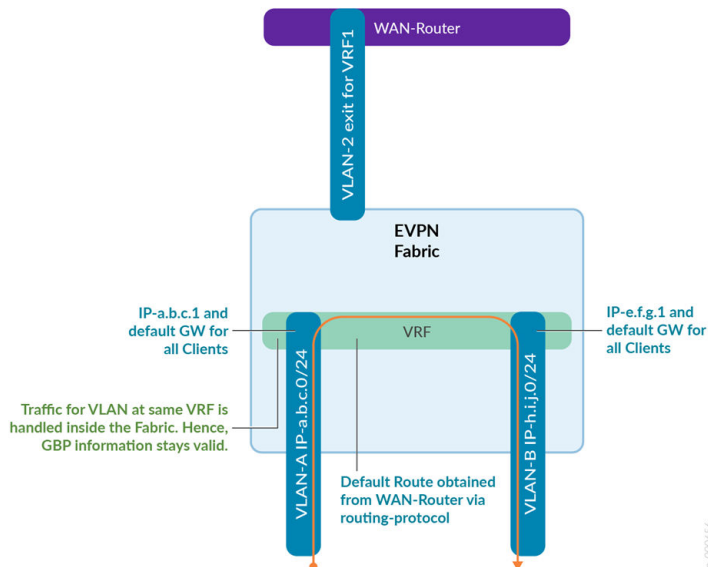 WAN-Router
VLAN-2 exit for VRF1
EVPN
Fabric
IP-a.b.c.1 and
default GW for
all Clients
VRF
IP-e.f.g.1 and
default GW for
all Clients
VLAN-A IP-a.b.c.0/24
VLAN-B IP-h.i.j.0/24
Traffic for VLAN at same VRF is
handled inside the Fabric. Hence,
GBP information stays valid.
Default Route obtained
from WAN-Router via
routing-protocol